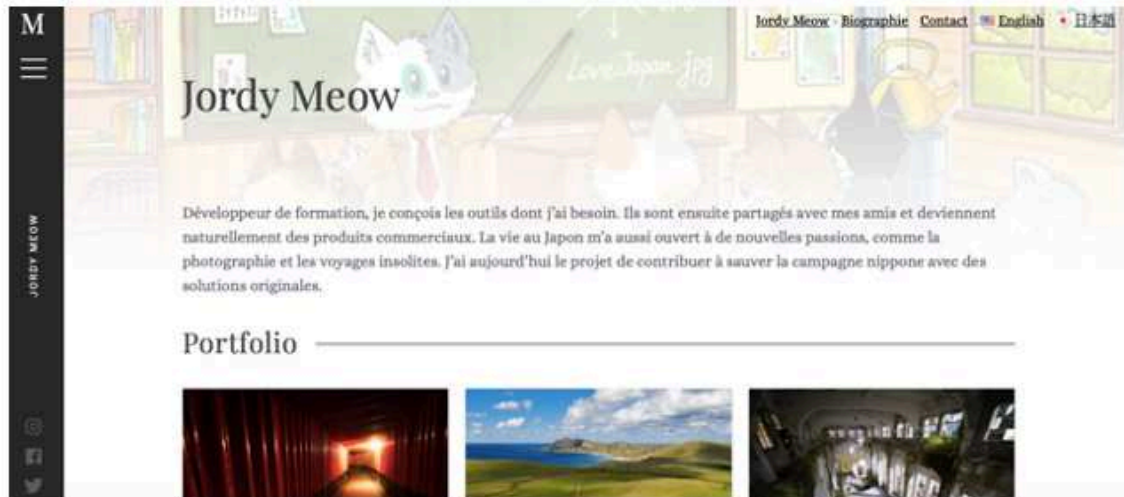 M
Jordy Meow Biographie Contact English 日本語
Love Japan.jpg
Jordy Meow
Développeur de formation, je conçois les outils dont j'ai besoin. Ils sont ensuite partagés avec mes amis et deviennent
naturellement des produits commerciaux. La vie au Japon m'a aussi ouvert à de nouvelles passions, comme la
photographie et les voyages insolites. J'ai aujourd'hui le projet de contribuer à sauver la campagne nippone avec des
solutions originales.
JORDY MEOW
Portfolio